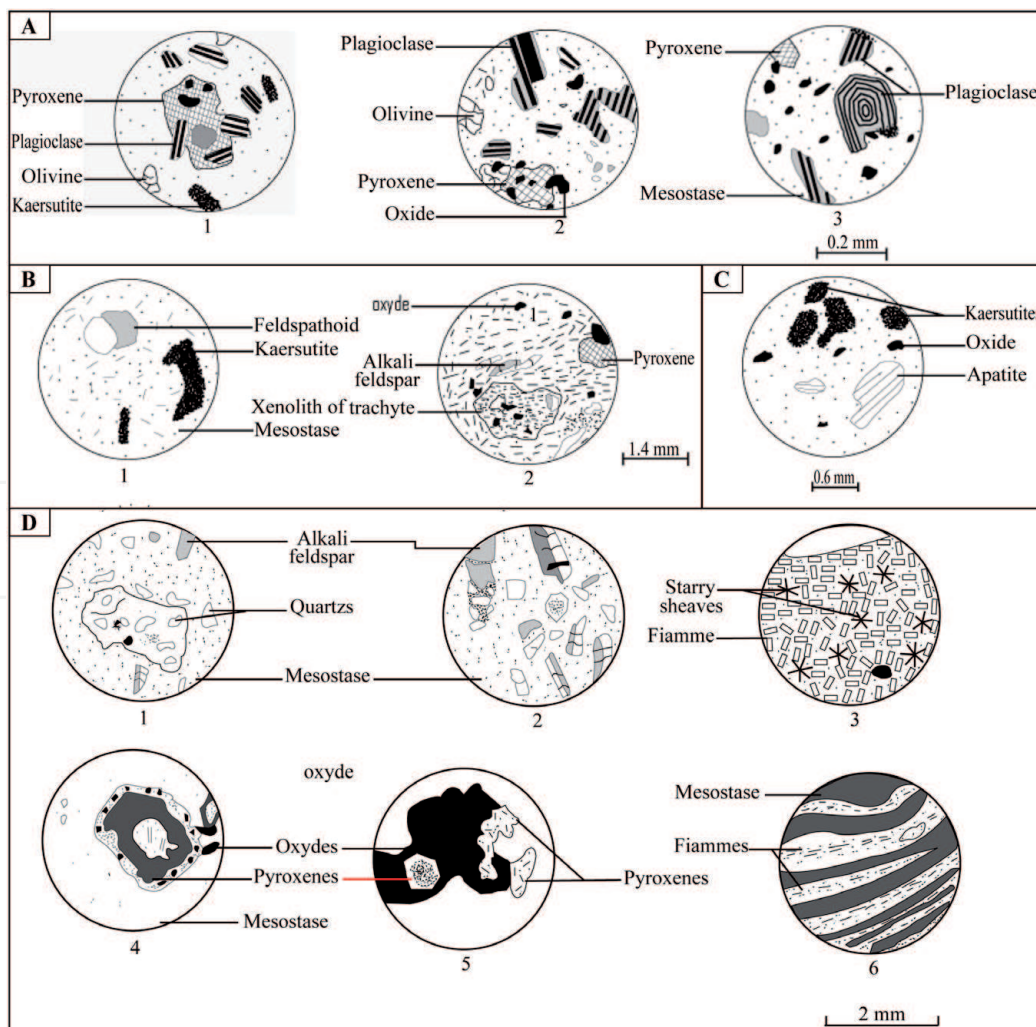 A
Pyroxene
Plagioclase
Olivine
Kaersutite
1
Plagioclase
Olivine
Pyroxene
Oxide
2
Pyroxene
Plagioclase
Mesostase
3
0.2 mm
B
Feldspathoid
Kaersutite
Mesostase
1
oxyde
1
Alkali
feldspar
Xenolith of trachyte
Pyroxene
2
1.4 mm
C
Kaersutite
Oxide
Apatite
0.6 mm
D
Alkali
feldspar
Quartzs
Mesostase
1
2
Starry
sheaves
Fiamme
3
oxyde
Oxydes
Pyroxenes
Mesostase
4
Pyroxenes
5
Mesostase
Fiammes
6
2 mm